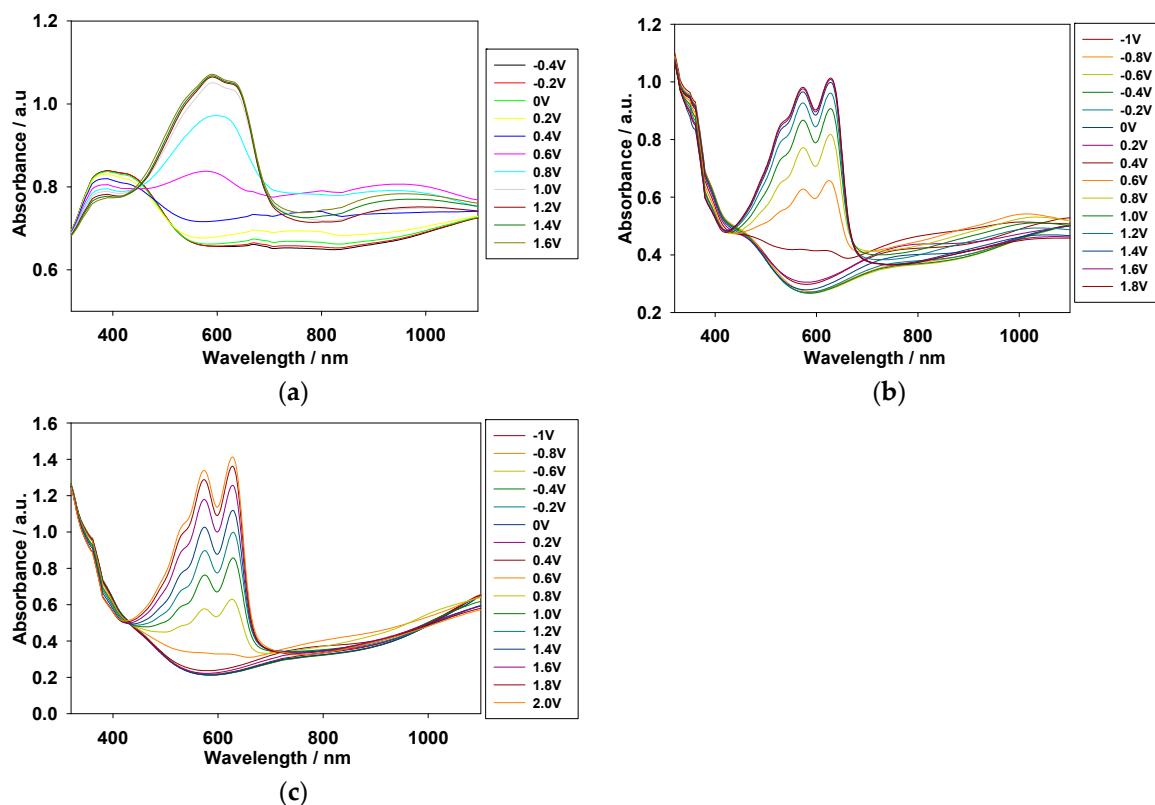 1.2
1.0
0.8
0.6
Absorbance / a.u
400
600
800
1000
Wavelength / nm
-0.4V
-0.2V
0V
0.2V
0.4V
0.6V
0.8V
1.0V
1.2V
1.4V
1.6V
(a)
1.2
1.0
0.8
0.6
0.4
0.2
Absorbance / a.u.
400
600
800
1000
Wavelength / nm
-1V
-0.8V
-0.6V
-0.4V
-0.2V
0V
0.2V
0.4V
0.6V
0.8V
1.0V
1.2V
1.4V
1.6V
1.8V
(b)
1.6
1.4
1.2
1.0
0.8
0.6
0.4
0.2
0.0
Absorbance / a.u.
400
600
800
1000
Wavelength / nm
-1V
-0.8V
-0.6V
-0.4V
-0.2V
0V
0.2V
0.4V
0.6V
0.8V
1.0V
1.2V
1.4V
1.6V
1.8V
2.0V
(c)